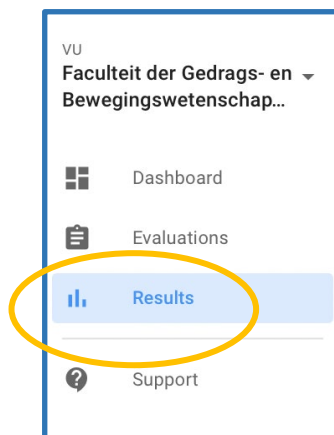 VU
Faculteit der Gedrags- en
Bewegingswetenschap...
Dashboard
Evaluations
Results
Support